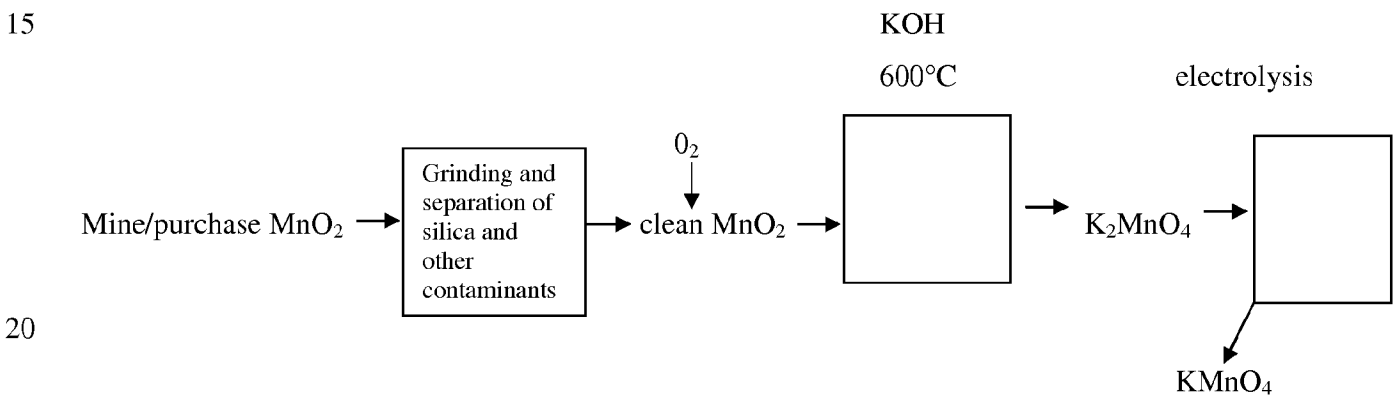 15
KOH
600°C
electrolysis
0₂
Mine/purchase MnO₂
Grinding and
separation of
silica and
other
contaminants
clean MnO₂
K₂MnO₄
20
KMnO₄